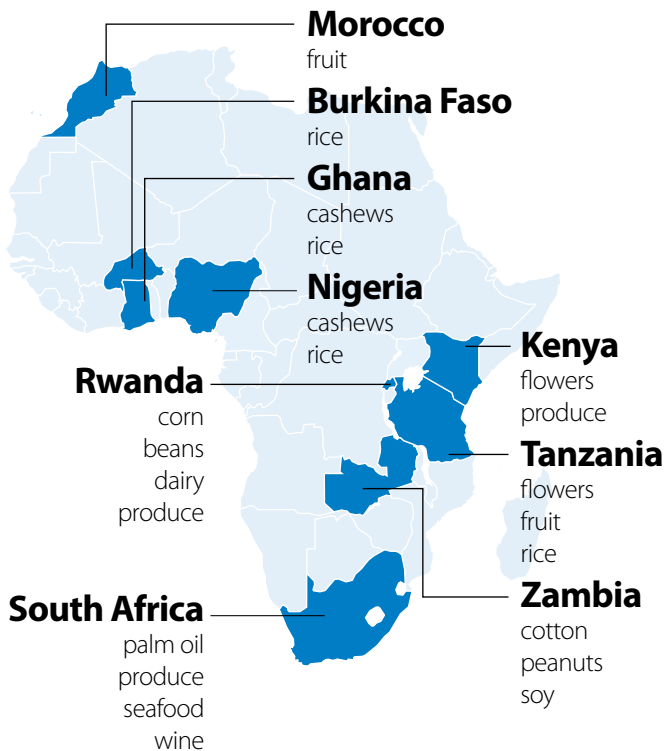 Morocco
fruit
Burkina Faso
rice
Ghana
cashews
rice
Nigeria
cashews
rice
Kenya
flowers
produce
Rwanda
corn
beans
dairy
produce
Tanzania
flowers
fruit
rice
Zambia
cotton
peanuts
soy
South Africa
palm oil
produce
seafood
wine